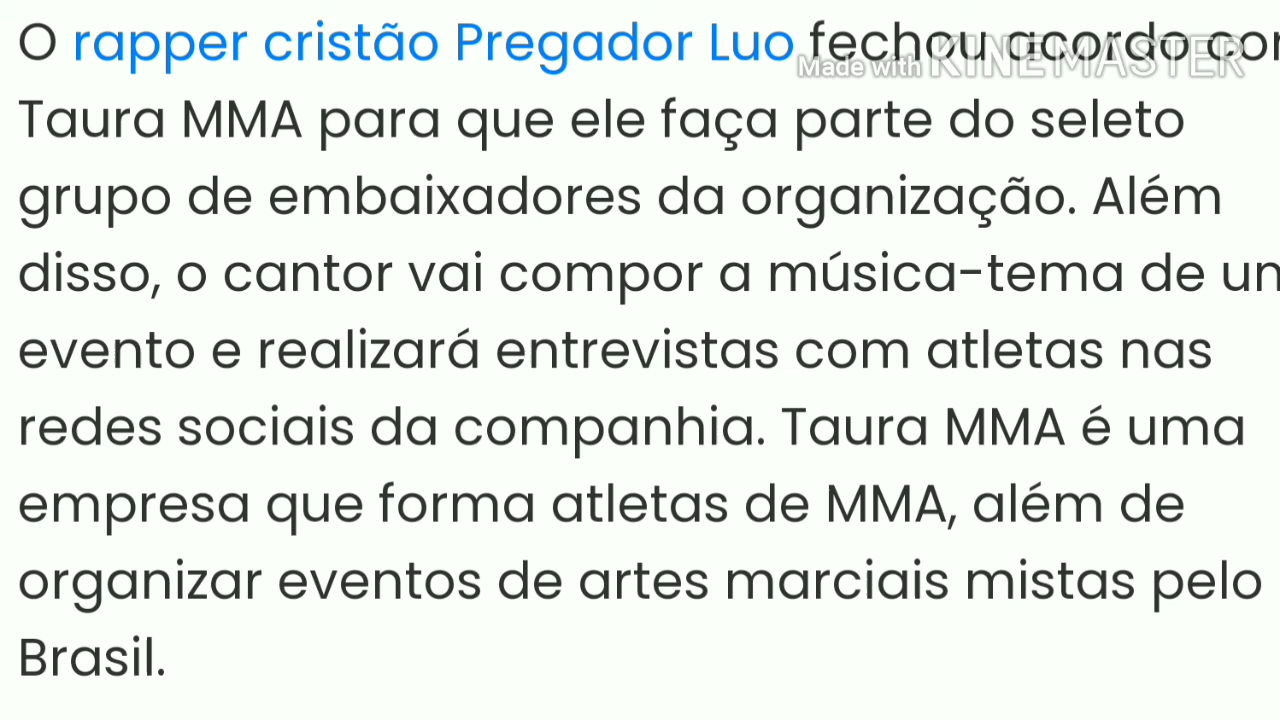 O rapper cristão Pregador Luo fechou acordo con
Made with KINEMASTER
Taura MMA para que ele faça parte do seleto
grupo de embaixadores da organização. Além
disso, o cantor vai compor a música-tema de un
evento e realizará entrevistas com atletas nas
redes sociais da companhia. Taura MMA é uma
empresa que forma atletas de MMA, além de
organizar eventos de artes marciais mistas pelo
Brasil.